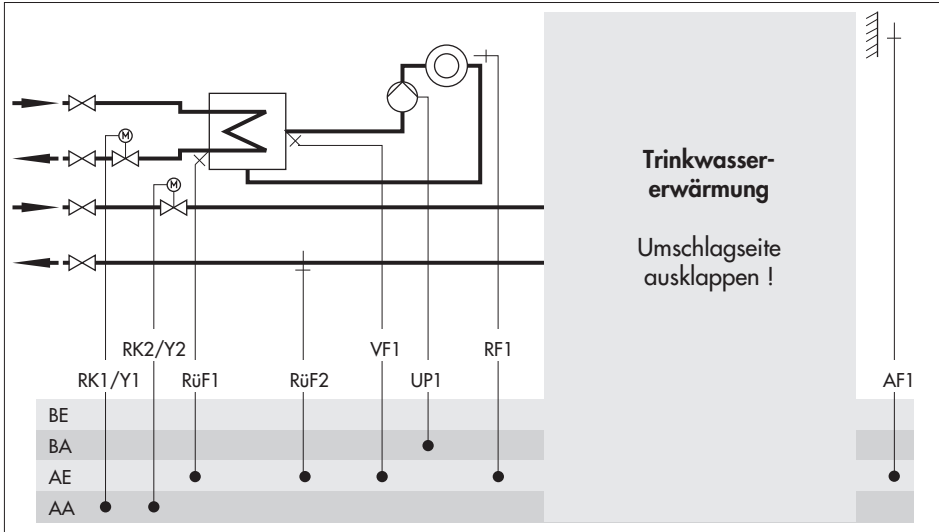 M
M
Trinkwasser-
erwärmung
Umschlagseite
ausklappen !
RK2/Y2 VF1 RF1
RK1/Y1 RüF1 RüF2 UP1 AF1
BE
BA
AE
AA